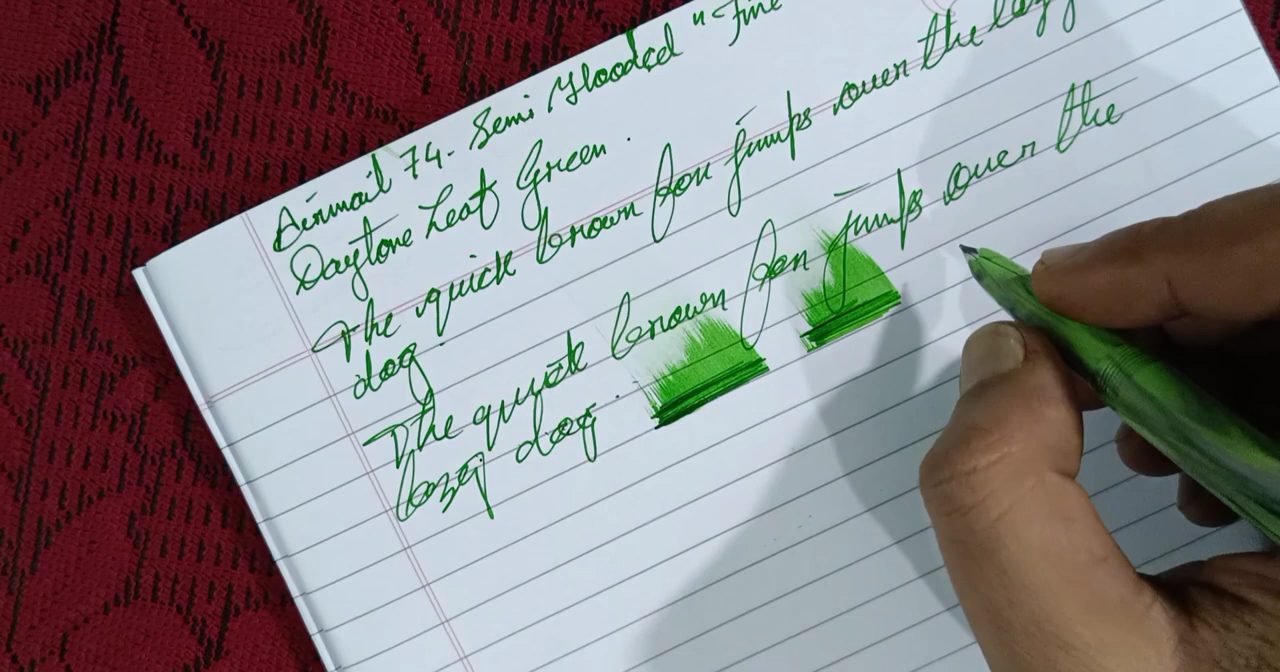 Airmail 74. Semi Hooded "Fine
Daytone Leaf Green.
The quick brown fox jumps over the lazy
dog.
The quick brown fox jumps over the
lazy dog.